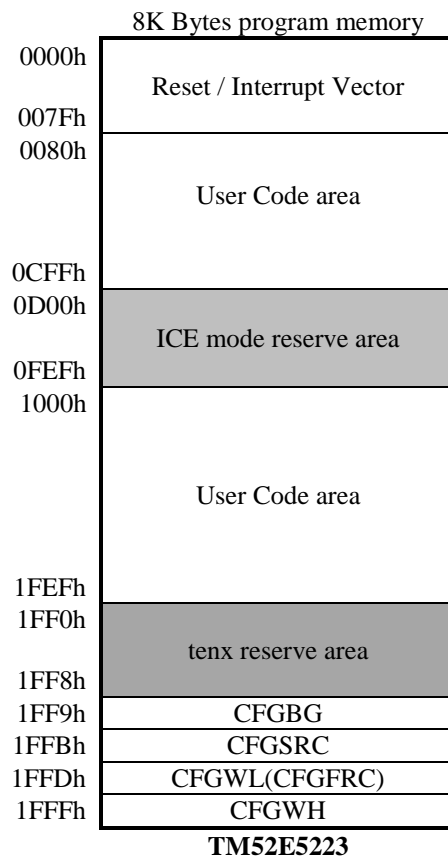 8K Bytes program memory
0000h
Reset / Interrupt Vector
007Fh
0080h
User Code area
0CFFh
0D00h
ICE mode reserve area
0FEFh
1000h
User Code area
1FEFh
1FF0h
tenx reserve area
1FF8h
1FF9h CFGBG
1FFBh CFGSRC
1FFDh CFGWL(CFGFRC)
1FFFh CFGWH
TM52E5223